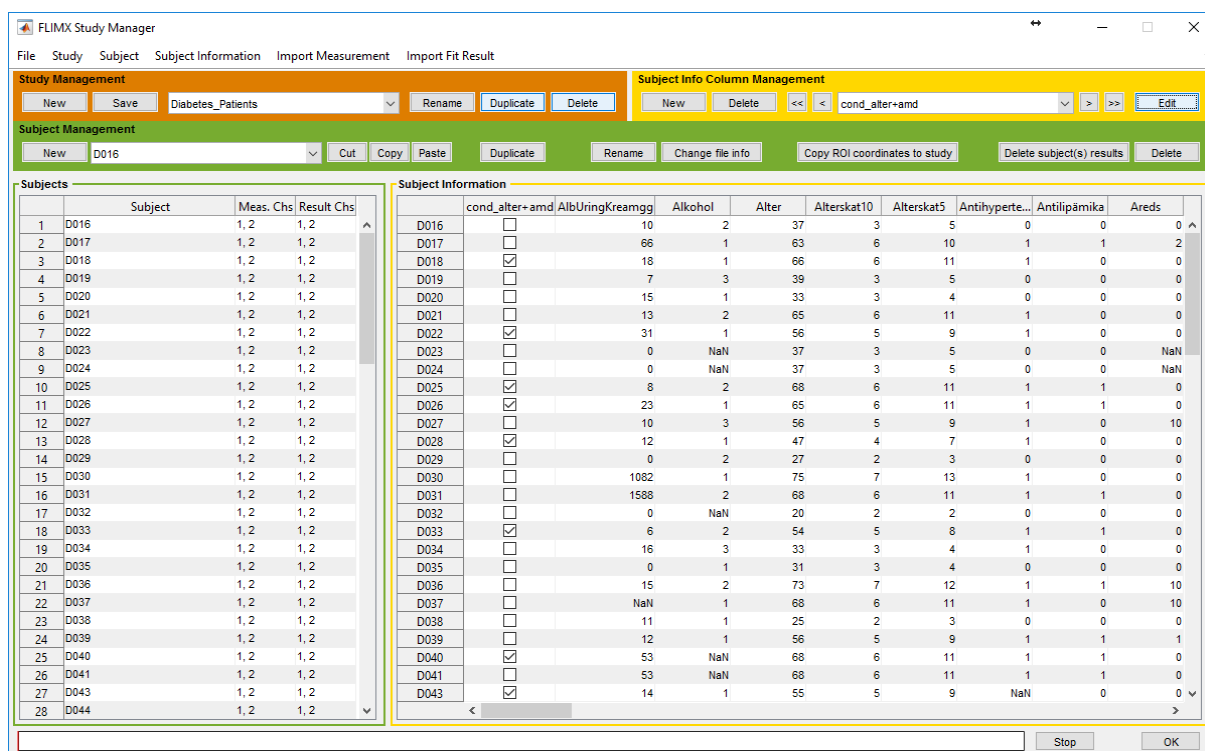 FLIMX Study Manager
File Study Subject Subject Information Import Measurement Import Fit Result
Study Management
New Save Diabetes_Patients Rename Duplicate Delete
Subject Info Column Management
New Delete << < cond_alter+amd > >> Edit
Subject Management
New D016 Cut Copy Paste Duplicate Rename Change file info Copy ROI coordinates to study Delete subject(s) results Delete
Subjects
Subject Meas. Chs Result Chs
1 D016 1, 2 1, 2
2 D017 1, 2 1, 2
3 D018 1, 2 1, 2
4 D019 1, 2 1, 2
5 D020 1, 2 1, 2
6 D021 1, 2 1, 2
7 D022 1, 2 1, 2
8 D023 1, 2 1, 2
9 D024 1, 2 1, 2
10 D025 1, 2 1, 2
11 D026 1, 2 1, 2
12 D027 1, 2 1, 2
13 D028 1, 2 1, 2
14 D029 1, 2 1, 2
15 D030 1, 2 1, 2
16 D031 1, 2 1, 2
17 D032 1, 2 1, 2
18 D033 1, 2 1, 2
19 D034 1, 2 1, 2
20 D035 1, 2 1, 2
21 D036 1, 2 1, 2
22 D037 1, 2 1, 2
23 D038 1, 2 1, 2
24 D039 1, 2 1, 2
25 D040 1, 2 1, 2
26 D041 1, 2 1, 2
27 D043 1, 2 1, 2
28 D044 1, 2 1, 2
Subject Information
cond_alter+amd AlbUringKreamgg Alkohol Alter Alterskat10 Alterskat5 Antihyperte... Antilipämika Areds
D016 10 2 37 3 5 0 0 0
D017 66 1 63 6 10 1 1 2
D018 18 1 66 6 11 1 0 0
D019 7 3 39 3 5 0 0 0
D020 15 1 33 3 4 0 0 0
D021 13 2 65 6 11 1 0 0
D022 31 1 56 5 9 1 0 0
D023 0 NaN 37 3 5 0 0 NaN
D024 0 NaN 37 3 5 0 0 NaN
D025 8 2 68 6 11 1 1 0
D026 23 1 65 6 11 1 1 0
D027 10 3 56 5 9 1 0 10
D028 12 1 47 4 7 1 0 0
D029 0 2 27 2 3 0 0 0
D030 1082 1 75 7 13 1 0 0
D031 1588 2 68 6 11 1 1 0
D032 0 NaN 20 2 2 0 0 0
D033 6 2 54 5 8 1 1 0
D034 16 3 33 3 4 1 0 0
D035 0 1 31 3 4 0 0 0
D036 15 2 73 7 12 1 1 10
D037 NaN 1 68 6 11 1 0 10
D038 11 1 25 2 3 0 0 0
D039 12 1 56 5 9 1 1 1
D040 53 NaN 68 6 11 1 1 0
D041 53 NaN 68 6 11 1 1 0
D043 14 1 55 5 9 NaN 0 0
Stop OK